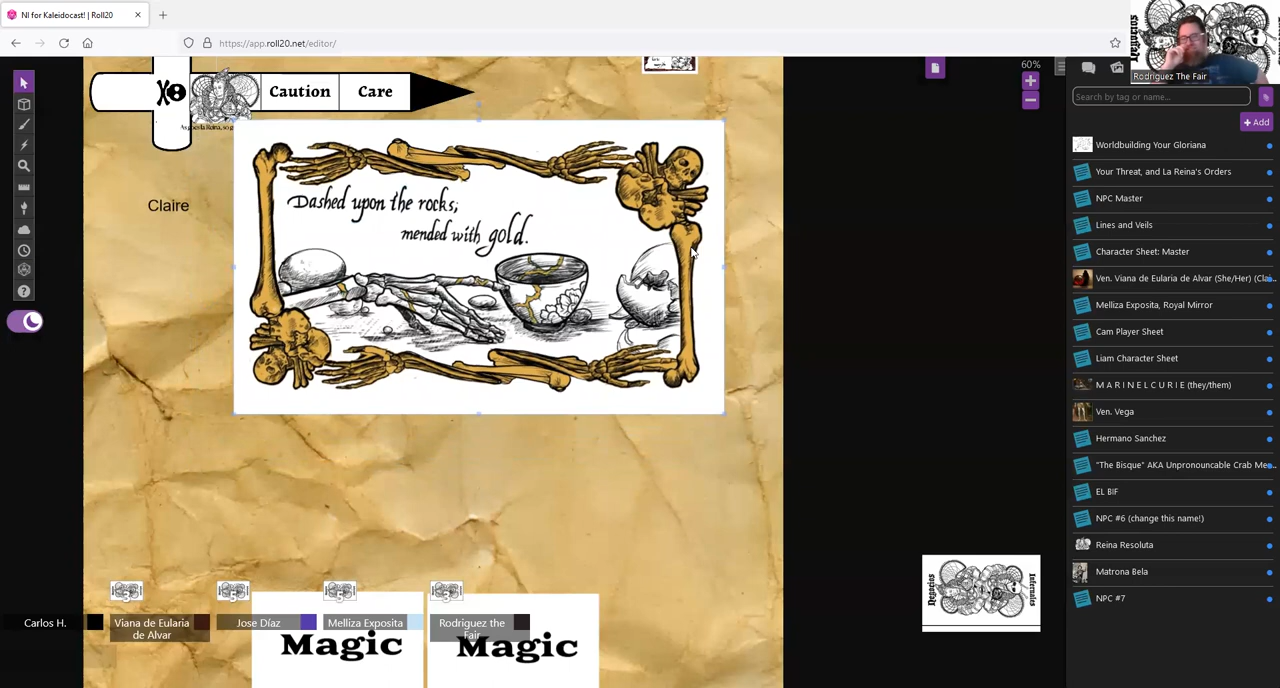 NI for Kaleidocast! | Roll20
https://app.roll20.net/editor/
60%
Rodriguez The Fair
Caution
Care
Claire
Dashed upon the rocks;
mended with gold.
Search by tag or name...
+ Add
Worldbuilding Your Gloriana
Your Threat, and La Reina's Orders
NPC Master
Lines and Veils
Character Sheet: Master
Ven. Viana de Eularia de Alvar (She/Her) (Clai...
Melliza Exposita, Royal Mirror
Cam Player Sheet
Liam Character Sheet
M A R I N E L C U R I E (they/them)
Ven. Vega
Hermano Sanchez
"The Bisque" AKA Unpronouncable Crab Me...
EL BIF
NPC #6 (change this name!)
Reina Resoluta
Matrona Bela
NPC #7
Negocios
Infernales
Carlos H.
Viana de Eularia
de Alvar
Jose Díaz
Melliza Exposita
Rodriguez the
Fair
Magic
Magic